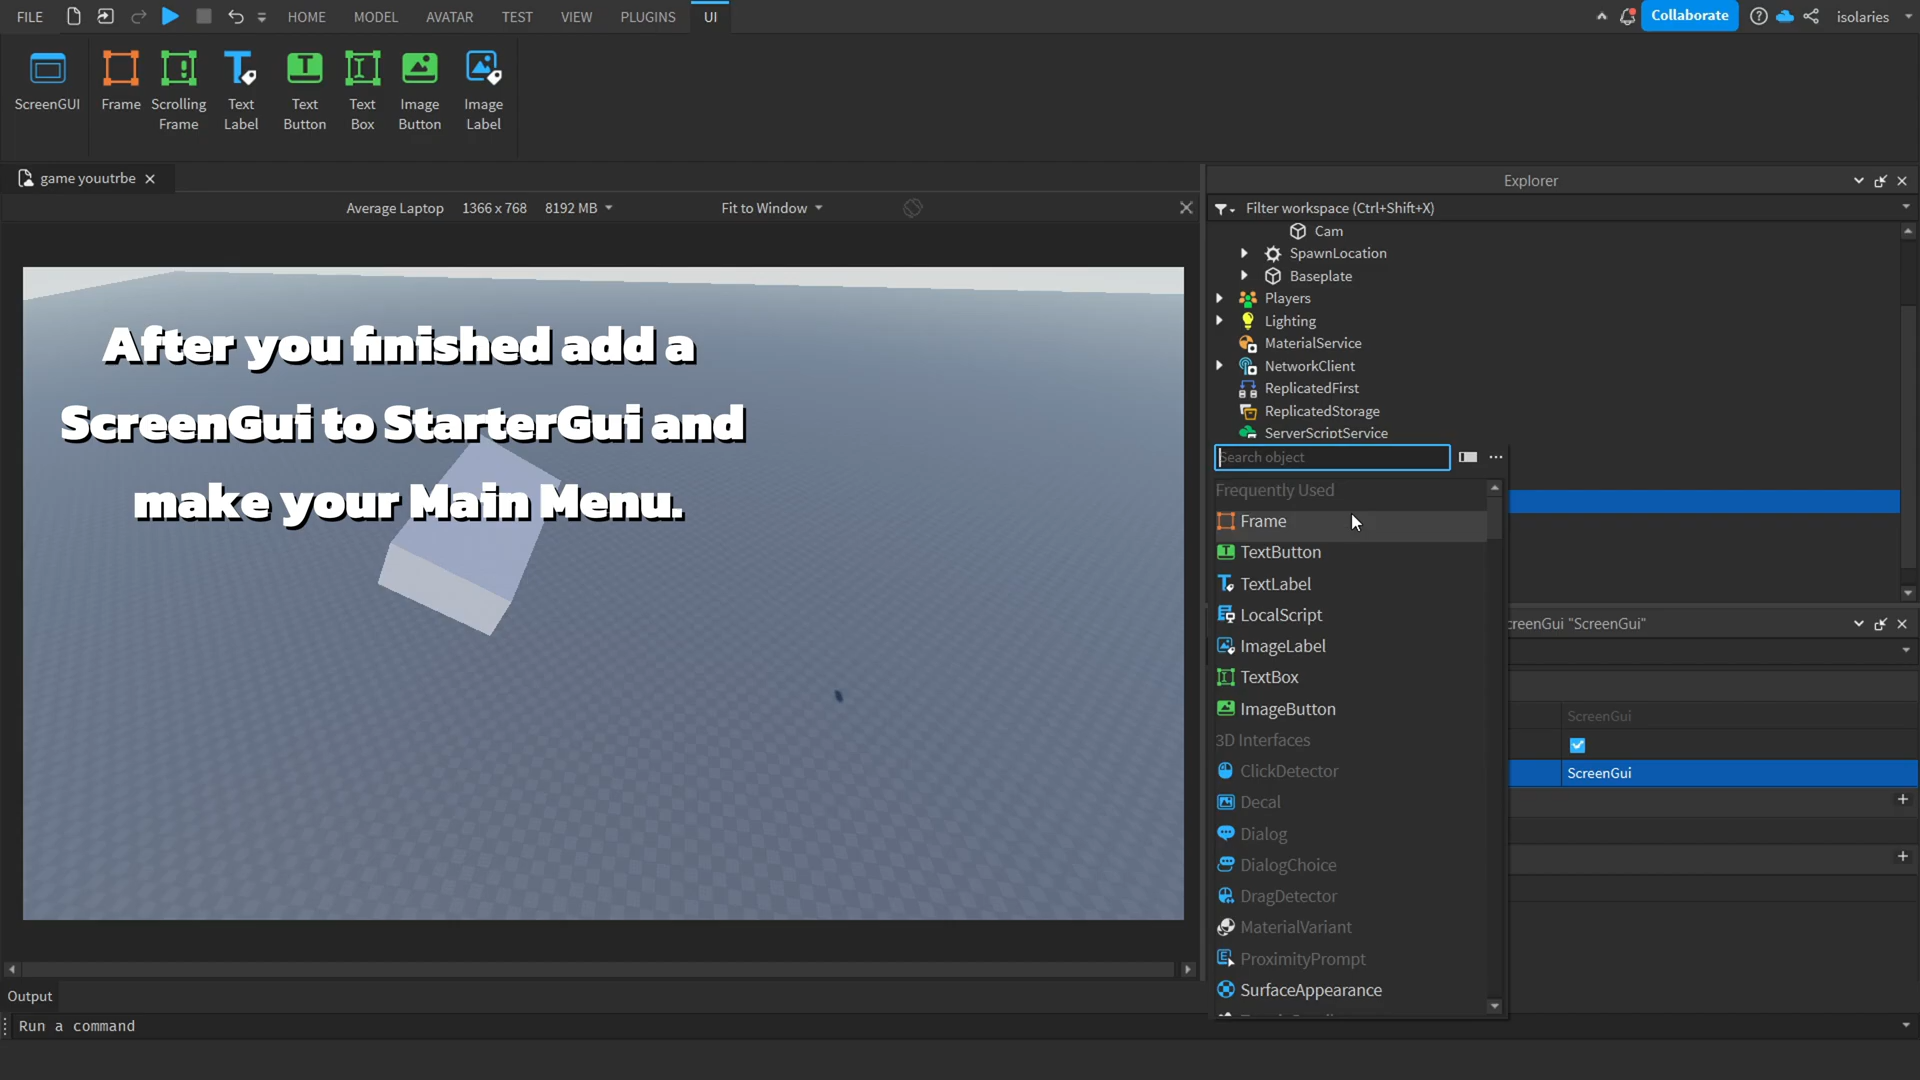 FILE
HOME
MODEL
AVATAR
TEST
VIEW
PLUGINS
UI
Collaborate
isolaries
ScreenGUI
Frame
Scrolling
Frame
Text
Label
Text
Button
Text
Box
Image
Button
Image
Label
game youutrbe
Average Laptop 1366 x 768 8192 MB
Fit to Window
After you finished add a
ScreenGui to StarterGui and
make your Main Menu.
Explorer
Filter workspace (Ctrl+Shift+X)
Cam
SpawnLocation
Baseplate
Players
Lighting
MaterialService
NetworkClient
ReplicatedFirst
ReplicatedStorage
ServerScriptService
Search object
Frequently Used
Frame
TextButton
TextLabel
LocalScript
ImageLabel
TextBox
ImageButton
3D Interfaces
ClickDetector
Decal
Dialog
DialogChoice
DragDetector
MaterialVariant
ProximityPrompt
SurfaceAppearance
"ScreenGui"
ScreenGui
ScreenGui
Output
Run a command